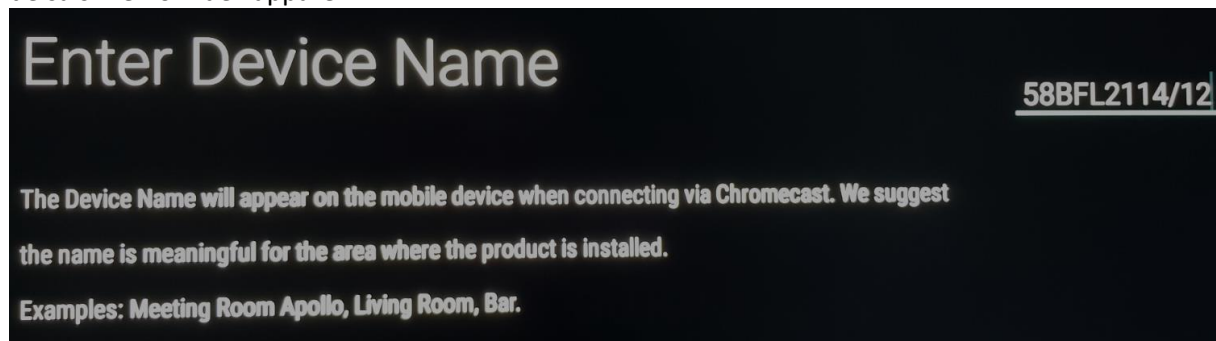 Enter Device Name
58BFL2114/12
The Device Name will appear on the mobile device when connecting via Chromecast. We suggest
the name is meaningful for the area where the product is installed.
Examples: Meeting Room Apollo, Living Room, Bar.